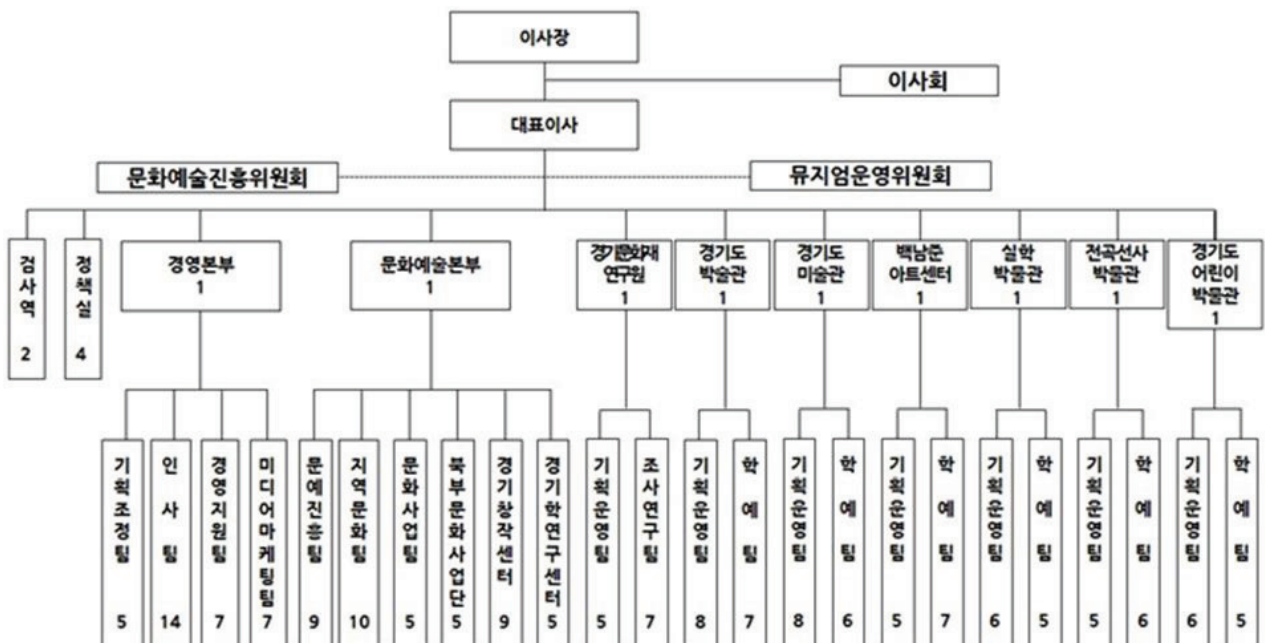 이사장
이사회
대표이사
문화예술진흥위원회
뮤지엄운영위원회
검사역
2
정책실
4
경영본부
1
문화예술본부
1
경기문화재
연구원
1
경기도
박술관
1
경기도
미술관
1
백남준
아트센터
1
실학
박물관
1
전곡선사
박물관
1
경기도
어린이
박물관
1
기획조정팀
5
인사팀
14
경영지원팀
7
미디어마케팅팀
7
문예진흥팀
9
지역문화팀
10
문화사업팀
5
북부문화사업단
5
경기창작센터
9
경기학연구센터
5
기획운영팀
5
조사연구팀
7
기획운영팀
8
학예팀
7
기획운영팀
8
학예팀
6
기획운영팀
5
학예팀
7
기획운영팀
6
학예팀
5
기획운영팀
5
학예팀
6
기획운영팀
6
학예팀
5